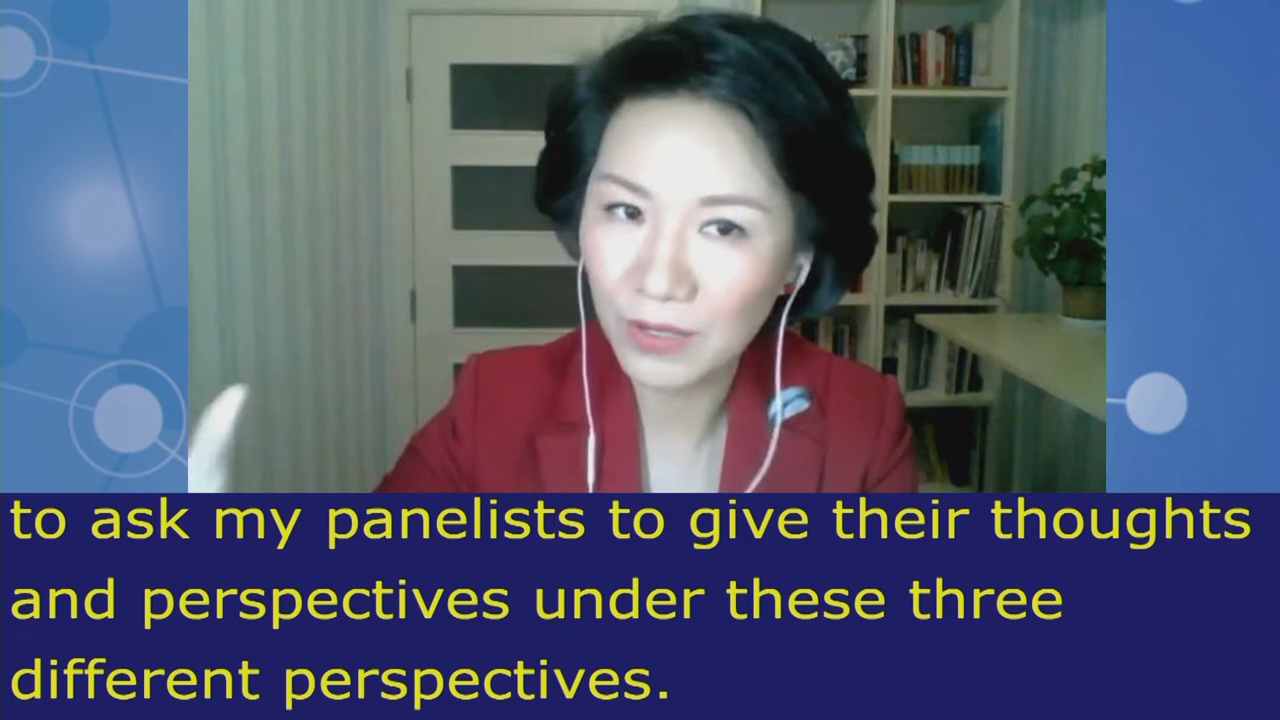 to ask my panelists to give their thoughts
and perspectives under these three
different perspectives.